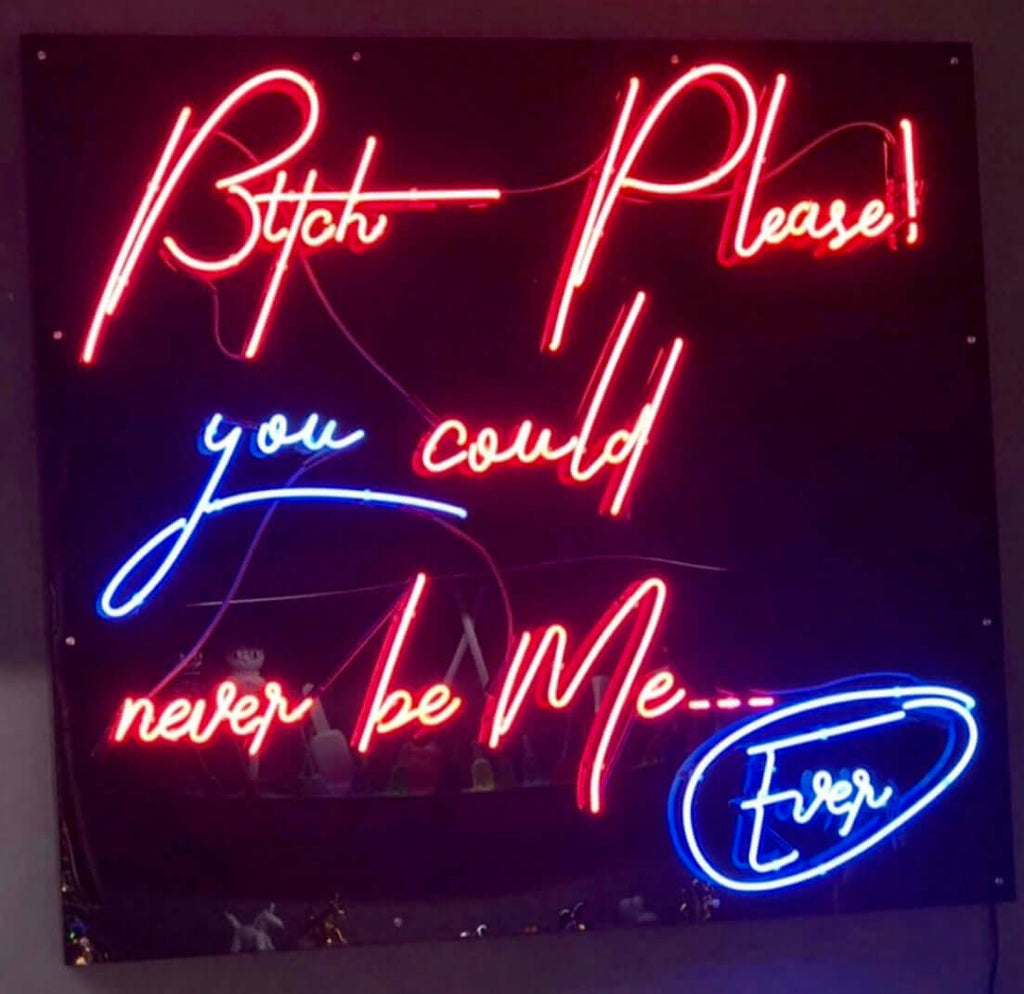 Bitch Please!
you could
never be Me---
Ever